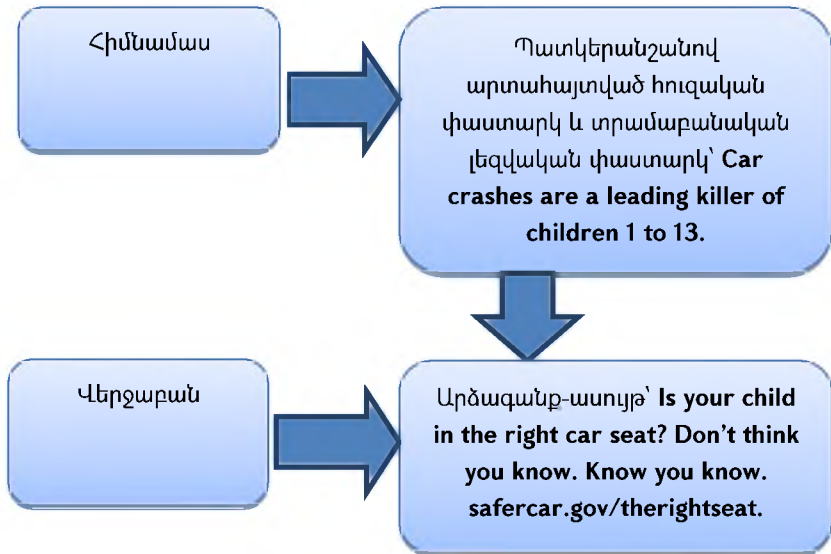 Հիմնամաս
Պատկերանշանով
արտահայտված հուզական
փաստարկ և տրամաբանական
լեզվական փաստարկ՝ Car
crashes are a leading killer of
children 1 to 13.
Վերջաբան
Արձագանք-ասույթ՝ Is your child
in the right car seat? Don’t think
you know. Know you know.
safercar.gov/therightseat.